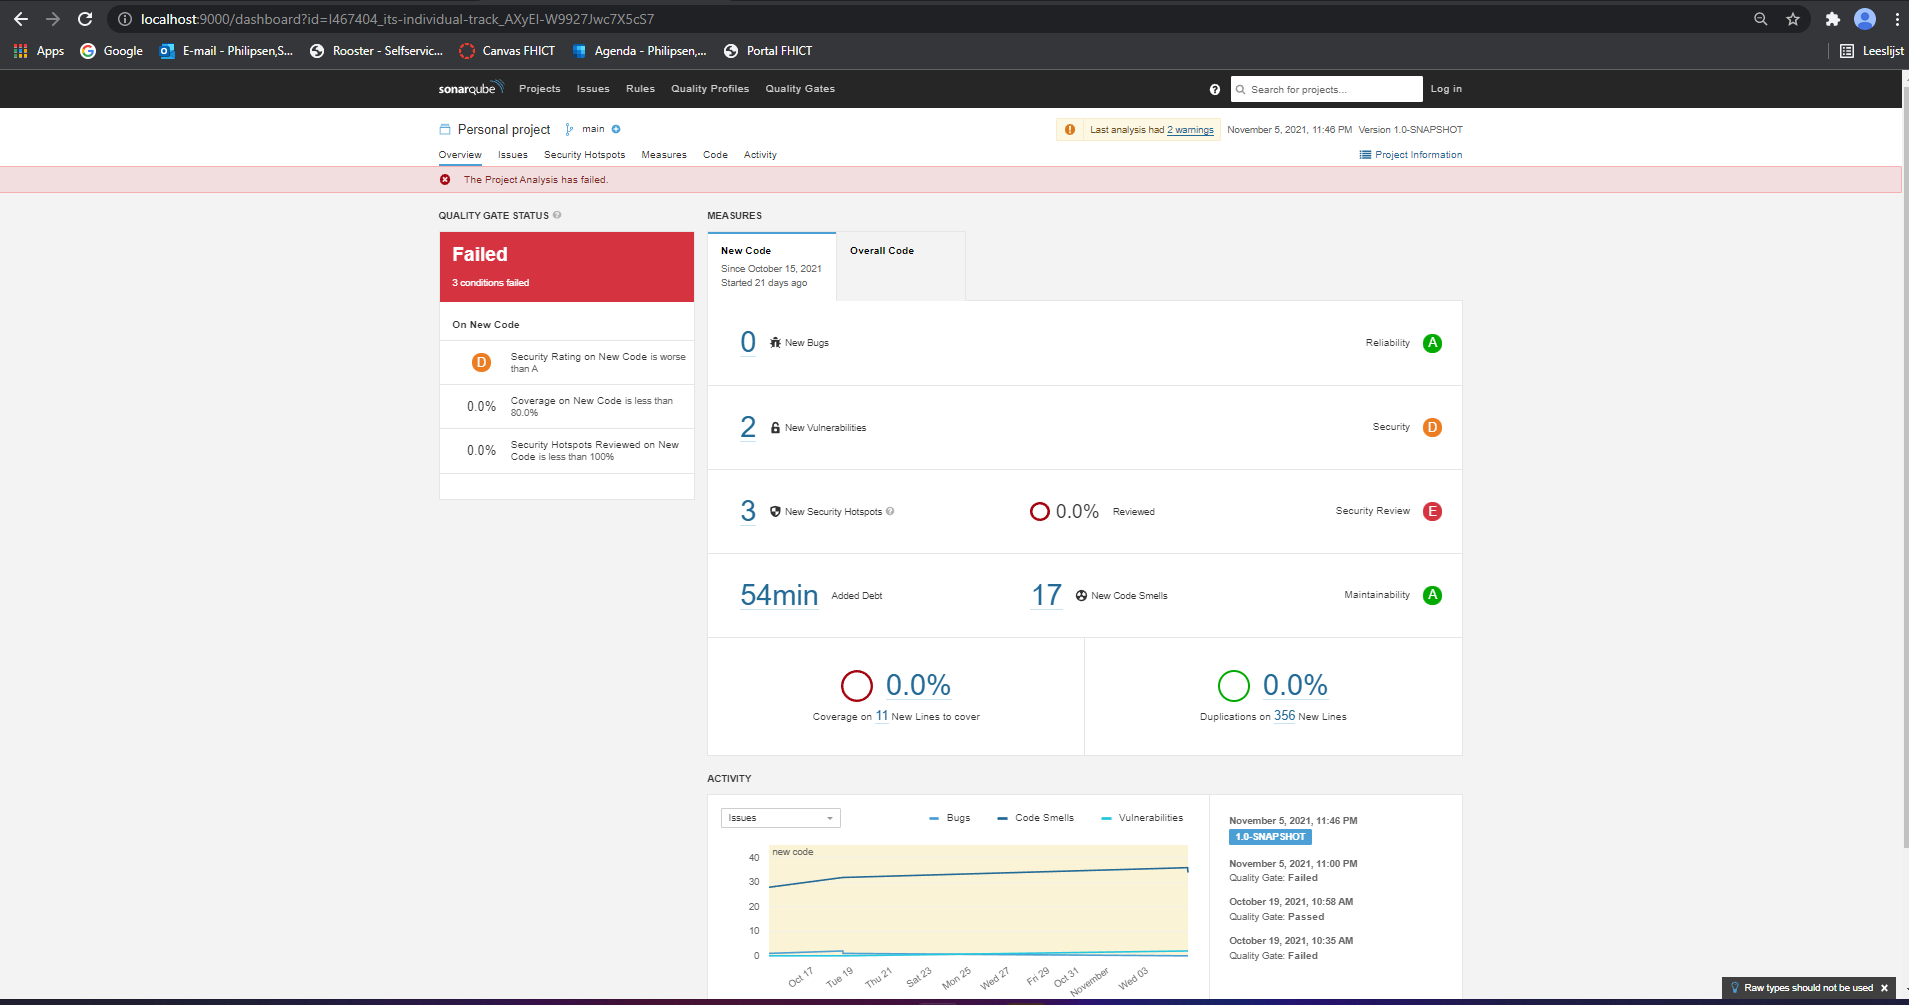 localhost:9000/dashboard?id=I467404_its-individual-track_AXyEI-W9927Jwc7X5cS7
Apps Google E-mail - Philipsen,S... Rooster - Selfservic... Canvas FHICT Agenda - Philipsen,... Portal FHICT Leeslijst
sonarqube Projects Issues Rules Quality Profiles Quality Gates Search for projects... Log in
Personal project main Last analysis had 2 warnings November 5, 2021, 11:46 PM Version 1.0-SNAPSHOT
Overview Issues Security Hotspots Measures Code Activity Project Information
The Project Analysis has failed.
QUALITY GATE STATUS
Failed
3 conditions failed
On New Code
D Security Rating on New Code is worse
than A
0.0% Coverage on New Code is less than
80.0%
0.0% Security Hotspots Reviewed on New
Code is less than 100%
MEASURES
New Code
Since October 15, 2021
Started 21 days ago
Overall Code
0 New Bugs Reliability A
2 New Vulnerabilities Security D
3 New Security Hotspots 0.0% Reviewed Security Review E
54min Added Debt 17 New Code Smells Maintainability A
0.0%
Coverage on 11 New Lines to cover
0.0%
Duplications on 356 New Lines
ACTIVITY
Issues Bugs Code Smells Vulnerabilities
new code
40
30
20
10
0
Oct 17 Tue 19 Thu 21 Sat 23 Mon 25 Wed 27 Fri 29 Oct 31 November Wed 03
November 5, 2021, 11:46 PM
1.0-SNAPSHOT
November 5, 2021, 11:00 PM
Quality Gate: Failed
October 19, 2021, 10:58 AM
Quality Gate: Passed
October 19, 2021, 10:35 AM
Quality Gate: Failed
Raw types should not be used